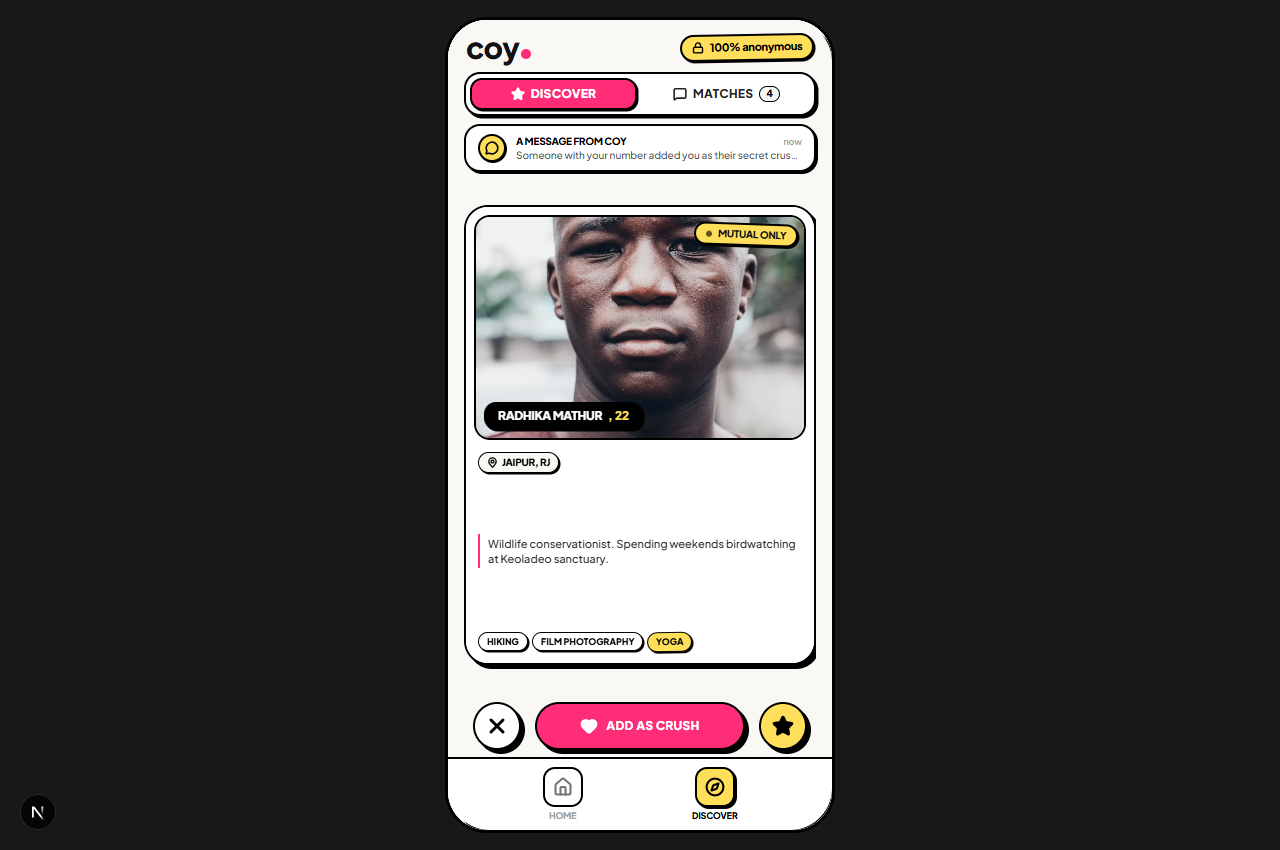 coy.
100% anonymous
DISCOVER
MATCHES 4
A MESSAGE FROM COY
now
Someone with your number added you as their secret crus...
MUTUAL ONLY
RADHIKA MATHUR , 22
JAIPUR, RJ
Wildlife conservationist. Spending weekends birdwatching
at Keoladeo sanctuary.
HIKING
FILM PHOTOGRAPHY
YOGA
ADD AS CRUSH
N
HOME
DISCOVER